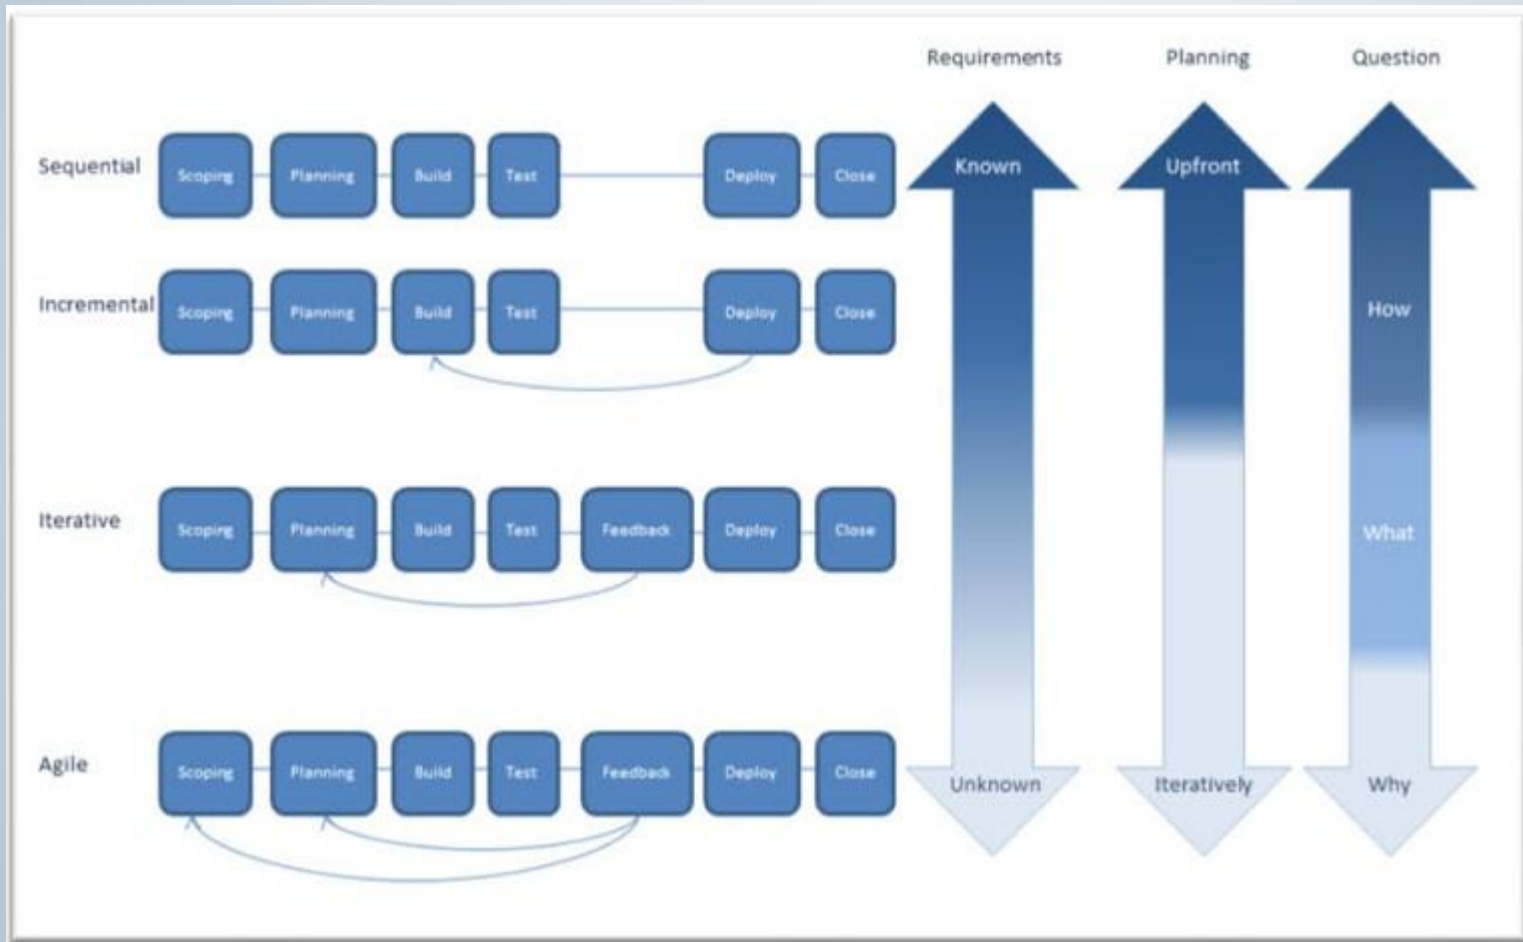 Requirements Planning Question
Sequential Scoping Planning Build Test Deploy Close Known Upfront
Incremental Scoping Planning Build Test Deploy Close How
Iterative Scoping Planning Build Test Feedback Deploy Close What
Agile Scoping Planning Build Test Feedback Deploy Close Unknown Iteratively Why